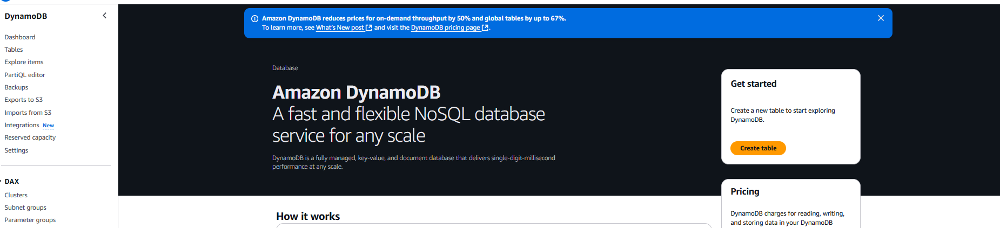 DynamoDB
Dashboard
Tables
Explore items
PartiQL editor
Backups
Exports to S3
Imports from S3
Integrations New
Reserved capacity
Settings
DAX
Clusters
Subnet groups
Parameter groups
Amazon DynamoDB reduces prices for on-demand throughput by 50% and global tables by up to 67%.
To learn more, see What's New post and visit the DynamoDB pricing page.
Database
Amazon DynamoDB
A fast and flexible NoSQL database
service for any scale
DynamoDB is a fully managed, key-value, and document database that delivers single-digit-millisecond
performance at any scale.
How it works
Get started
Create a new table to start exploring
DynamoDB.
Create table
Pricing
DynamoDB charges for reading, writing,
and storing data in your DynamoDB